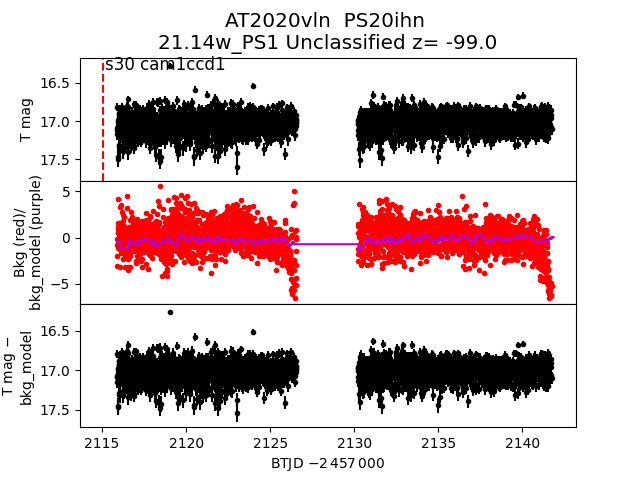 AT2020vln  PS20ihn
21.14w_PS1 Unclassified z= -99.0
s30 cam1ccd1
T mag
16.5
17.0
17.5
Bkg (red)/
bkg_model (purple)
5
0
−5
T mag −
bkg_model
16.5
17.0
17.5
2115
2120
2125
2130
2135
2140
BTJD −2 457 000